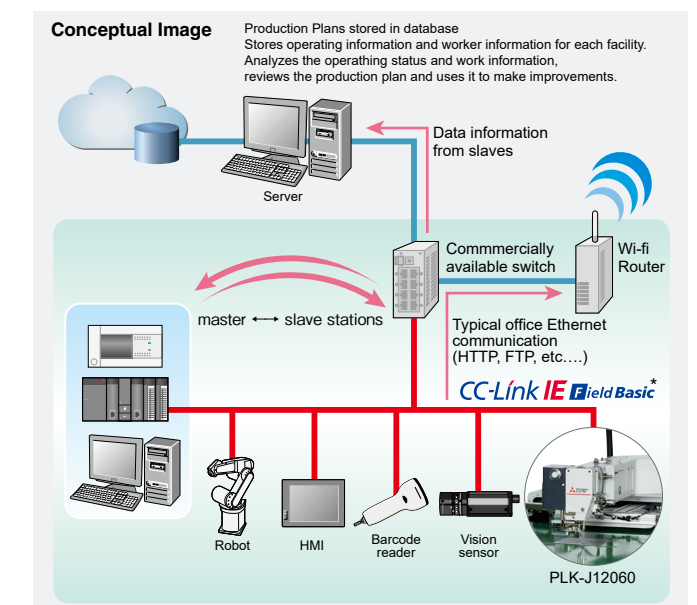 Conceptual Image
Production Plans stored in database
Stores operating information and worker information for each facility.
Analyzes the operathing status and work information,
reviews the production plan and uses it to make improvements.
Data information
from slaves
Server
Commmercially
available switch
Wi-fi
Router
master ⟷ slave stations
Typical office Ethernet
communication
(HTTP, FTP, etc....)
CC-Link IE Field Basic*
Robot
HMI
Barcode
reader
Vision
sensor
PLK-J12060